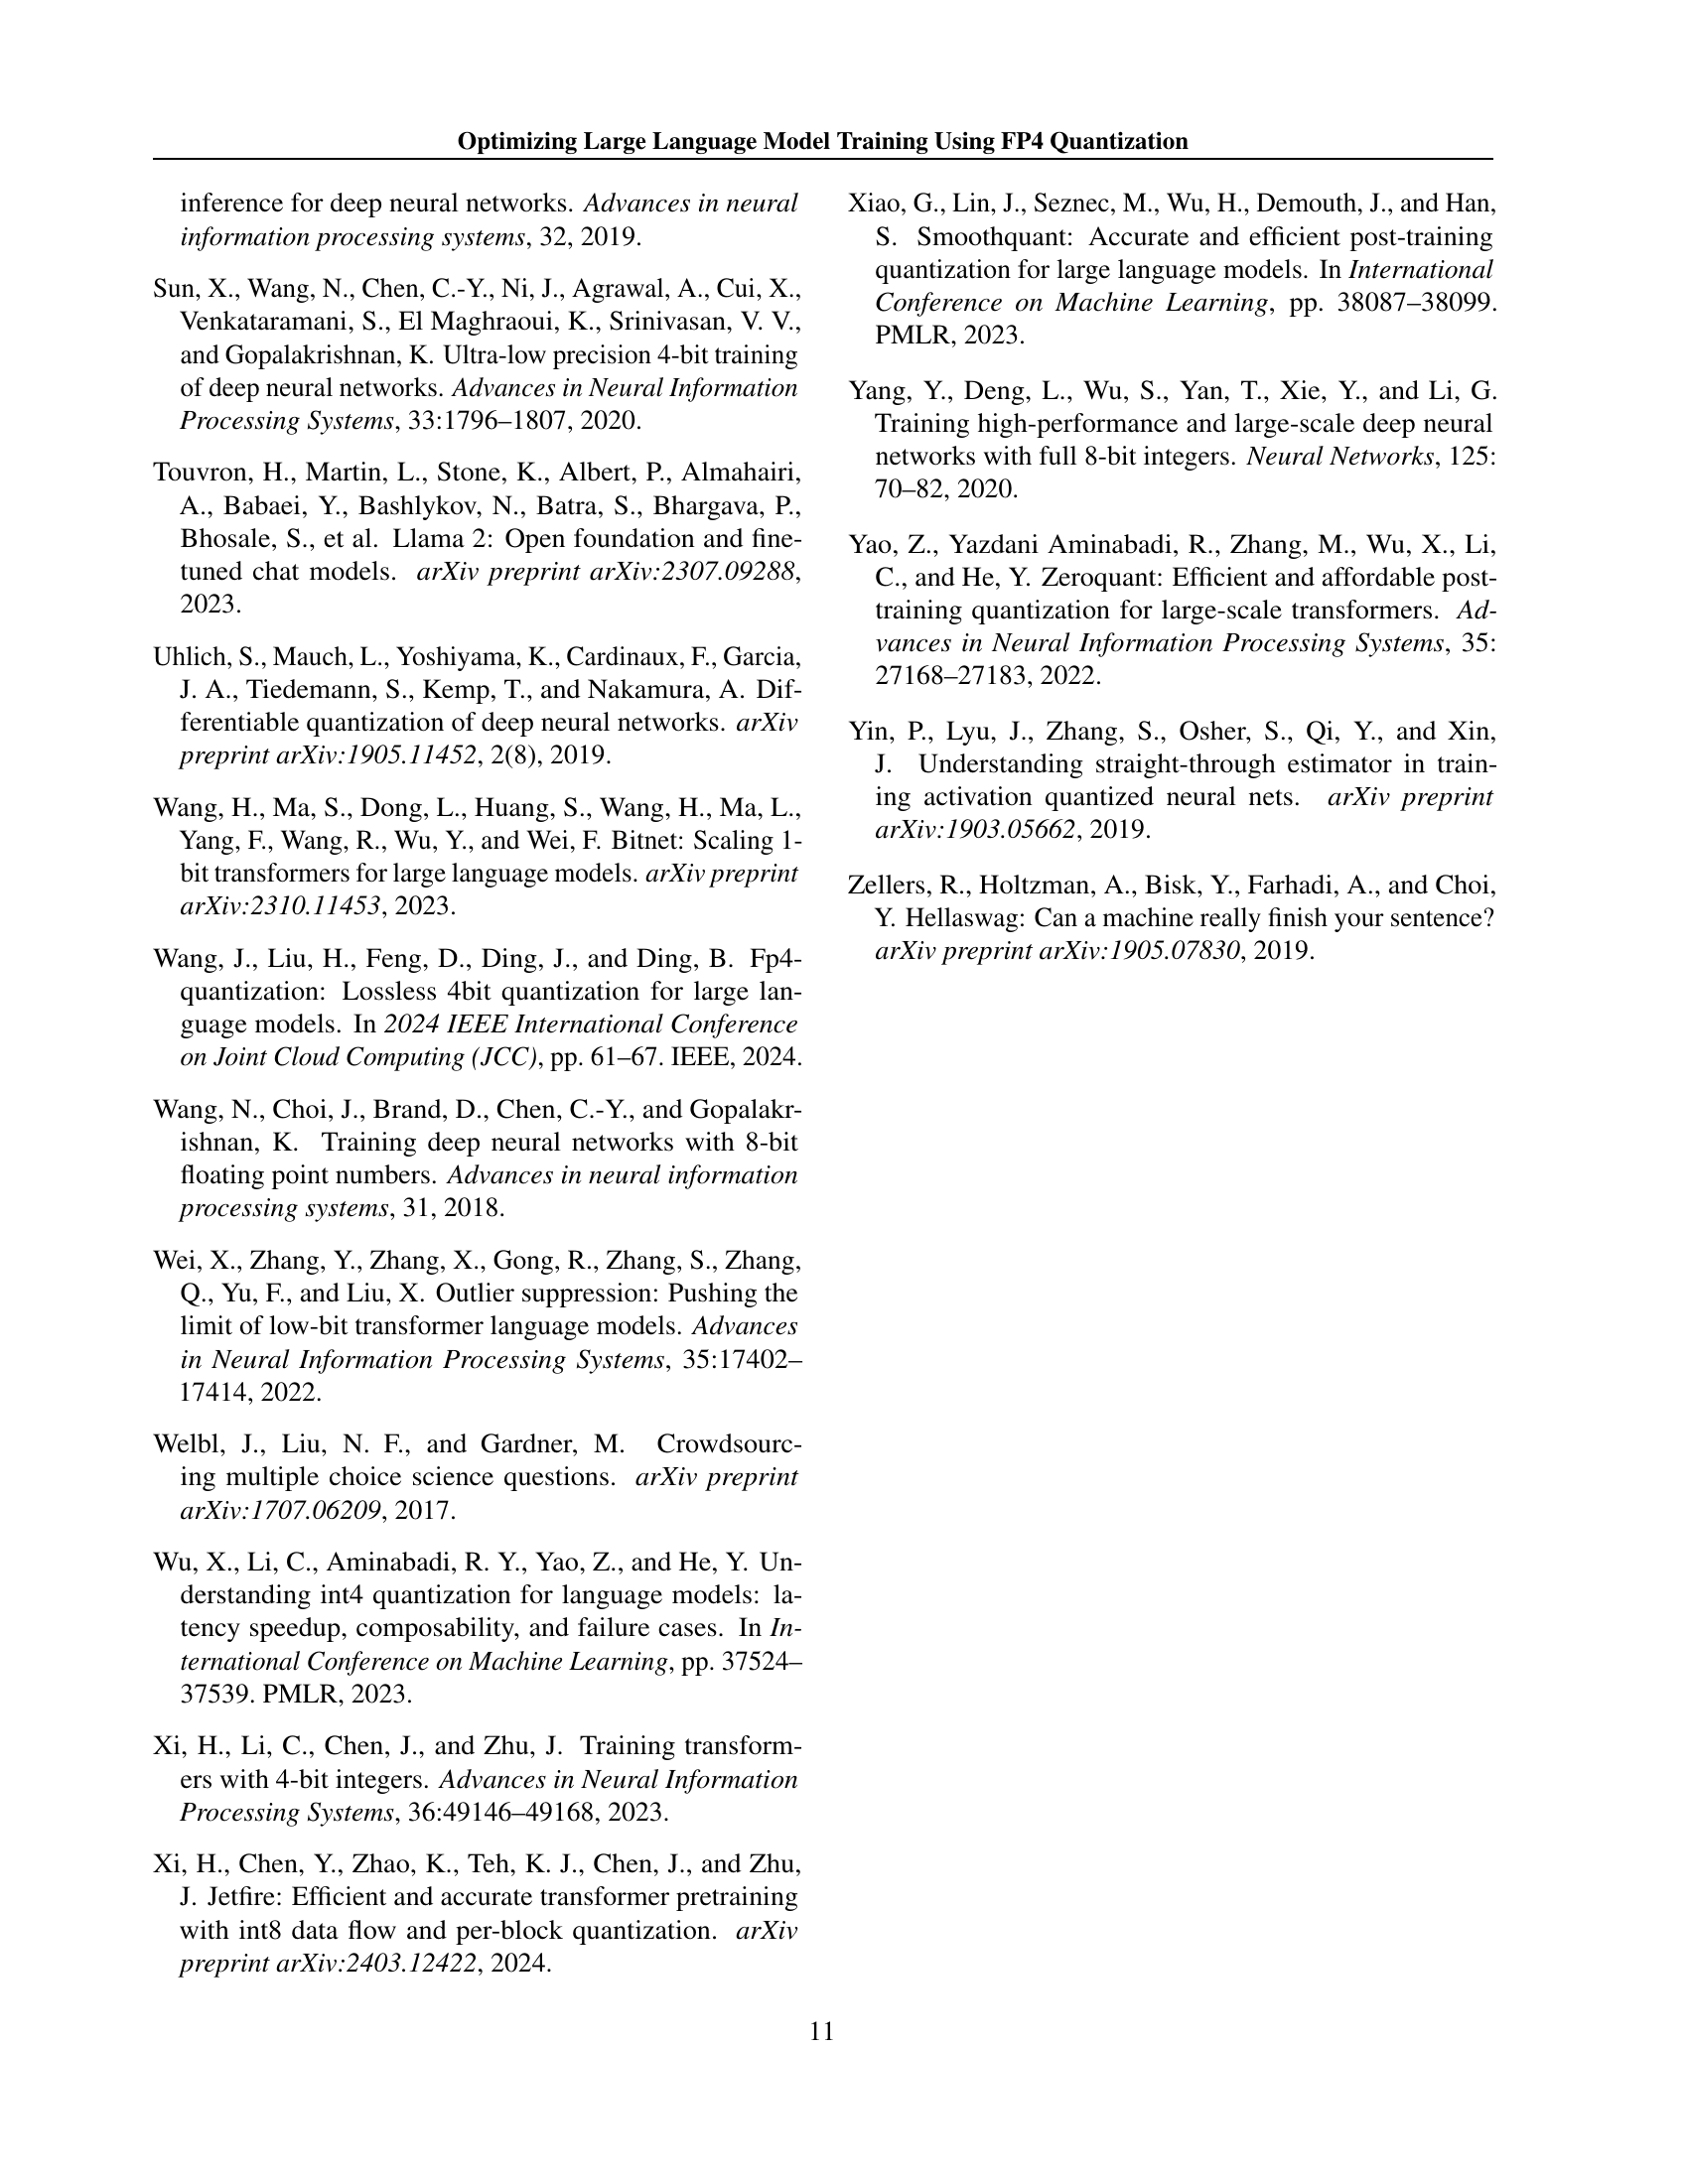 Optimizing Large Language Model Training Using FP4 Quantization
inference for deep neural networks. Advances in neural
information processing systems, 32, 2019.
Sun, X., Wang, N., Chen, C.-Y., Ni, J., Agrawal, A., Cui, X.,
Venkataramani, S., El Maghraoui, K., Srinivasan, V. V.,
and Gopalakrishnan, K. Ultra-low precision 4-bit training
of deep neural networks. Advances in Neural Information
Processing Systems, 33:1796–1807, 2020.
Touvron, H., Martin, L., Stone, K., Albert, P., Almahairi,
A., Babaei, Y., Bashlykov, N., Batra, S., Bhargava, P.,
Bhosale, S., et al. Llama 2: Open foundation and fine-
tuned chat models. arXiv preprint arXiv:2307.09288,
2023.
Uhlich, S., Mauch, L., Yoshiyama, K., Cardinaux, F., Garcia,
J. A., Tiedemann, S., Kemp, T., and Nakamura, A. Dif-
ferentiable quantization of deep neural networks. arXiv
preprint arXiv:1905.11452, 2(8), 2019.
Wang, H., Ma, S., Dong, L., Huang, S., Wang, H., Ma, L.,
Yang, F., Wang, R., Wu, Y., and Wei, F. Bitnet: Scaling 1-
bit transformers for large language models. arXiv preprint
arXiv:2310.11453, 2023.
Wang, J., Liu, H., Feng, D., Ding, J., and Ding, B. Fp4-
quantization: Lossless 4bit quantization for large lan-
guage models. In 2024 IEEE International Conference
on Joint Cloud Computing (JCC), pp. 61–67. IEEE, 2024.
Wang, N., Choi, J., Brand, D., Chen, C.-Y., and Gopalakr-
ishnan, K. Training deep neural networks with 8-bit
floating point numbers. Advances in neural information
processing systems, 31, 2018.
Wei, X., Zhang, Y., Zhang, X., Gong, R., Zhang, S., Zhang,
Q., Yu, F., and Liu, X. Outlier suppression: Pushing the
limit of low-bit transformer language models. Advances
in Neural Information Processing Systems, 35:17402–
17414, 2022.
Welbl, J., Liu, N. F., and Gardner, M. Crowdsourc-
ing multiple choice science questions. arXiv preprint
arXiv:1707.06209, 2017.
Wu, X., Li, C., Aminabadi, R. Y., Yao, Z., and He, Y. Un-
derstanding int4 quantization for language models: la-
tency speedup, composability, and failure cases. In In-
ternational Conference on Machine Learning, pp. 37524–
37539. PMLR, 2023.
Xi, H., Li, C., Chen, J., and Zhu, J. Training transform-
ers with 4-bit integers. Advances in Neural Information
Processing Systems, 36:49146–49168, 2023.
Xi, H., Chen, Y., Zhao, K., Teh, K. J., Chen, J., and Zhu,
J. Jetfire: Efficient and accurate transformer pretraining
with int8 data flow and per-block quantization. arXiv
preprint arXiv:2403.12422, 2024.
Xiao, G., Lin, J., Seznec, M., Wu, H., Demouth, J., and Han,
S. Smoothquant: Accurate and efficient post-training
quantization for large language models. In International
Conference on Machine Learning, pp. 38087–38099.
PMLR, 2023.
Yang, Y., Deng, L., Wu, S., Yan, T., Xie, Y., and Li, G.
Training high-performance and large-scale deep neural
networks with full 8-bit integers. Neural Networks, 125:
70–82, 2020.
Yao, Z., Yazdani Aminabadi, R., Zhang, M., Wu, X., Li,
C., and He, Y. Zeroquant: Efficient and affordable post-
training quantization for large-scale transformers. Ad-
vances in Neural Information Processing Systems, 35:
27168–27183, 2022.
Yin, P., Lyu, J., Zhang, S., Osher, S., Qi, Y., and Xin,
J. Understanding straight-through estimator in train-
ing activation quantized neural nets. arXiv preprint
arXiv:1903.05662, 2019.
Zellers, R., Holtzman, A., Bisk, Y., Farhadi, A., and Choi,
Y. Hellaswag: Can a machine really finish your sentence?
arXiv preprint arXiv:1905.07830, 2019.
11